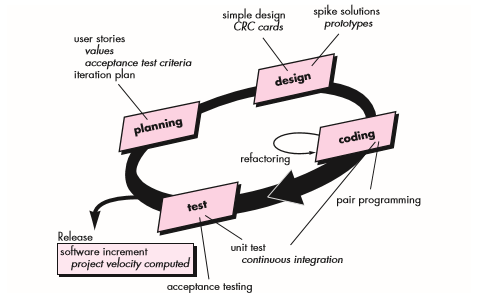 simple design
CRC cards
spike solutions
prototypes
user stories
values
acceptance test criteria
iteration plan
design
planning
coding
refactoring
test
pair programming
Release
software increment
project velocity computed
unit test
continuous integration
acceptance testing